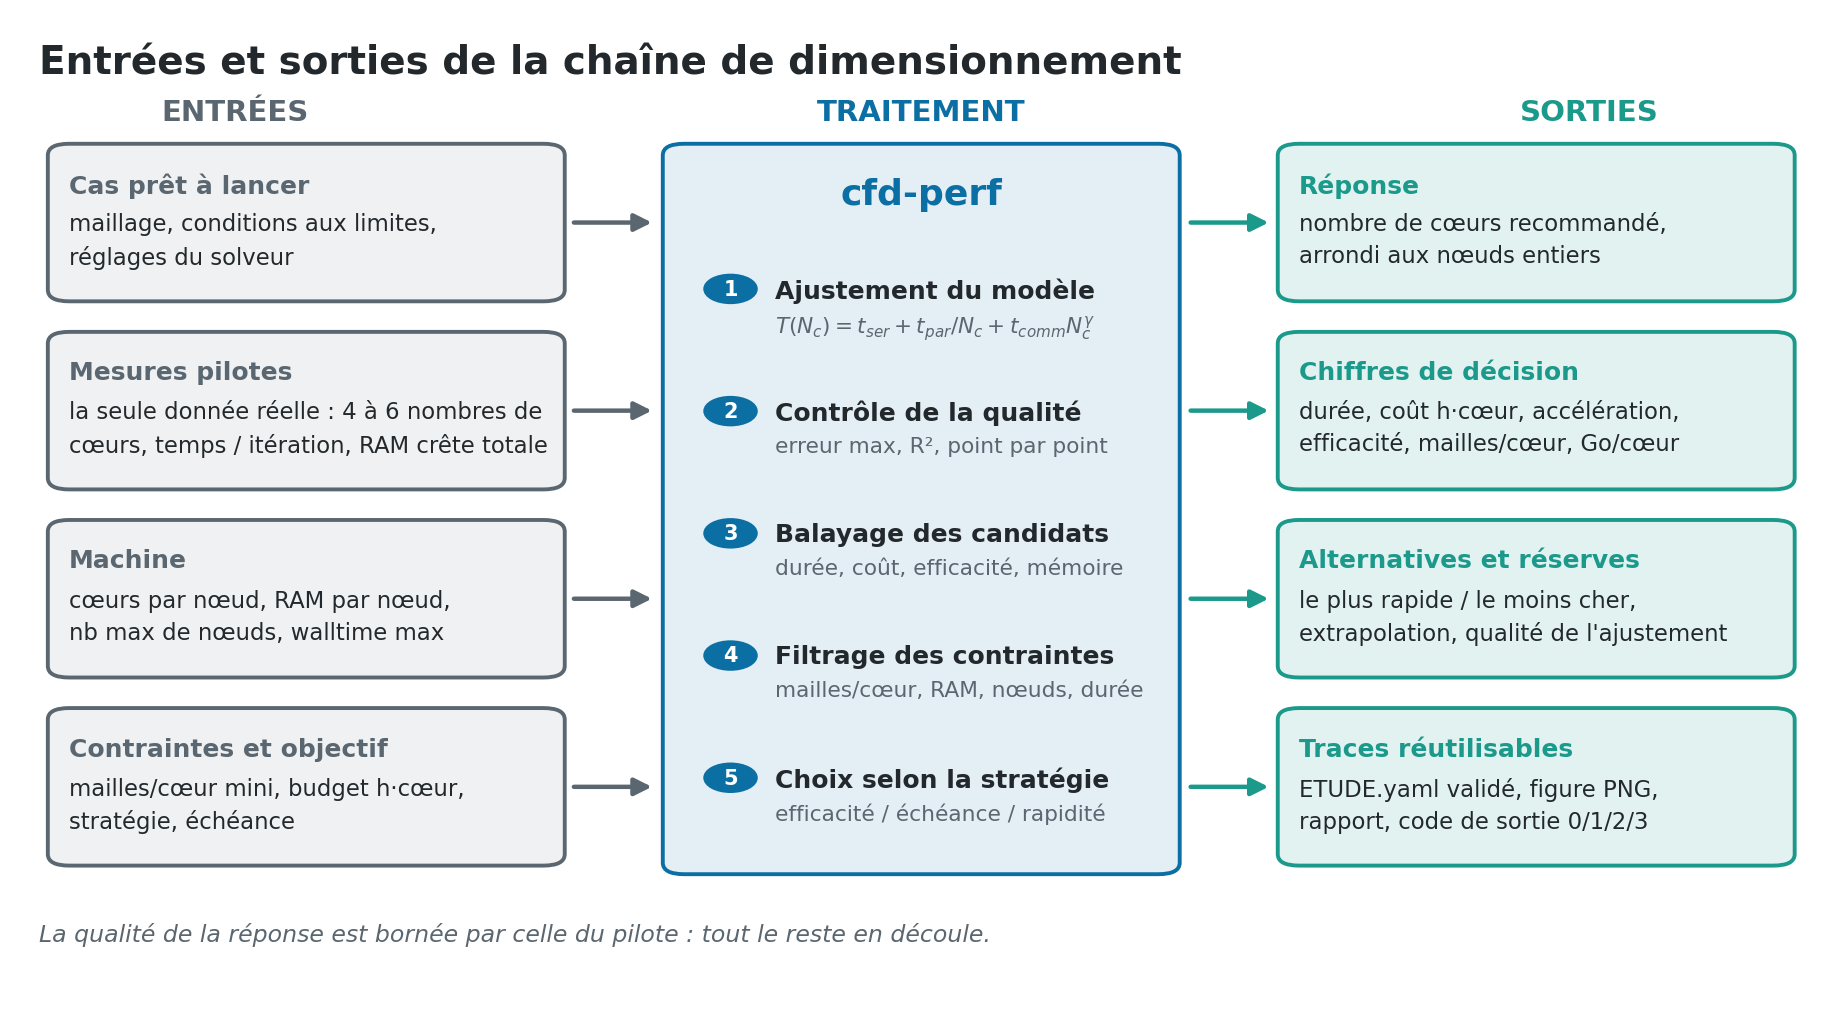 Entrées et sorties de la chaîne de dimensionnement
ENTRÉES
Cas prêt à lancer
maillage, conditions aux limites,
réglages du solveur
Mesures pilotes
la seule donnée réelle : 4 à 6 nombres de
cœurs, temps / itération, RAM crête totale
Machine
cœurs par nœud, RAM par nœud,
nb max de nœuds, walltime max
Contraintes et objectif
mailles/cœur mini, budget h·cœur,
stratégie, échéance
TRAITEMENT
cfd-perf
1 Ajustement du modèle
$T(N_c) = t_{ser} + t_{par}/N_c + t_{comm}N_c^γ$
2 Contrôle de la qualité
erreur max, R², point par point
3 Balayage des candidats
durée, coût, efficacité, mémoire
4 Filtrage des contraintes
mailles/cœur, RAM, nœuds, durée
5 Choix selon la stratégie
efficacité / échéance / rapidité
SORTIES
Réponse
nombre de cœurs recommandé,
arrondi aux nœuds entiers
Chiffres de décision
durée, coût h·cœur, accélération,
efficacité, mailles/cœur, Go/cœur
Alternatives et réserves
le plus rapide / le moins cher,
extrapolation, qualité de l'ajustement
Traces réutilisables
ETUDE.yaml validé, figure PNG,
rapport, code de sortie 0/1/2/3
La qualité de la réponse est bornée par celle du pilote : tout le reste en découle.